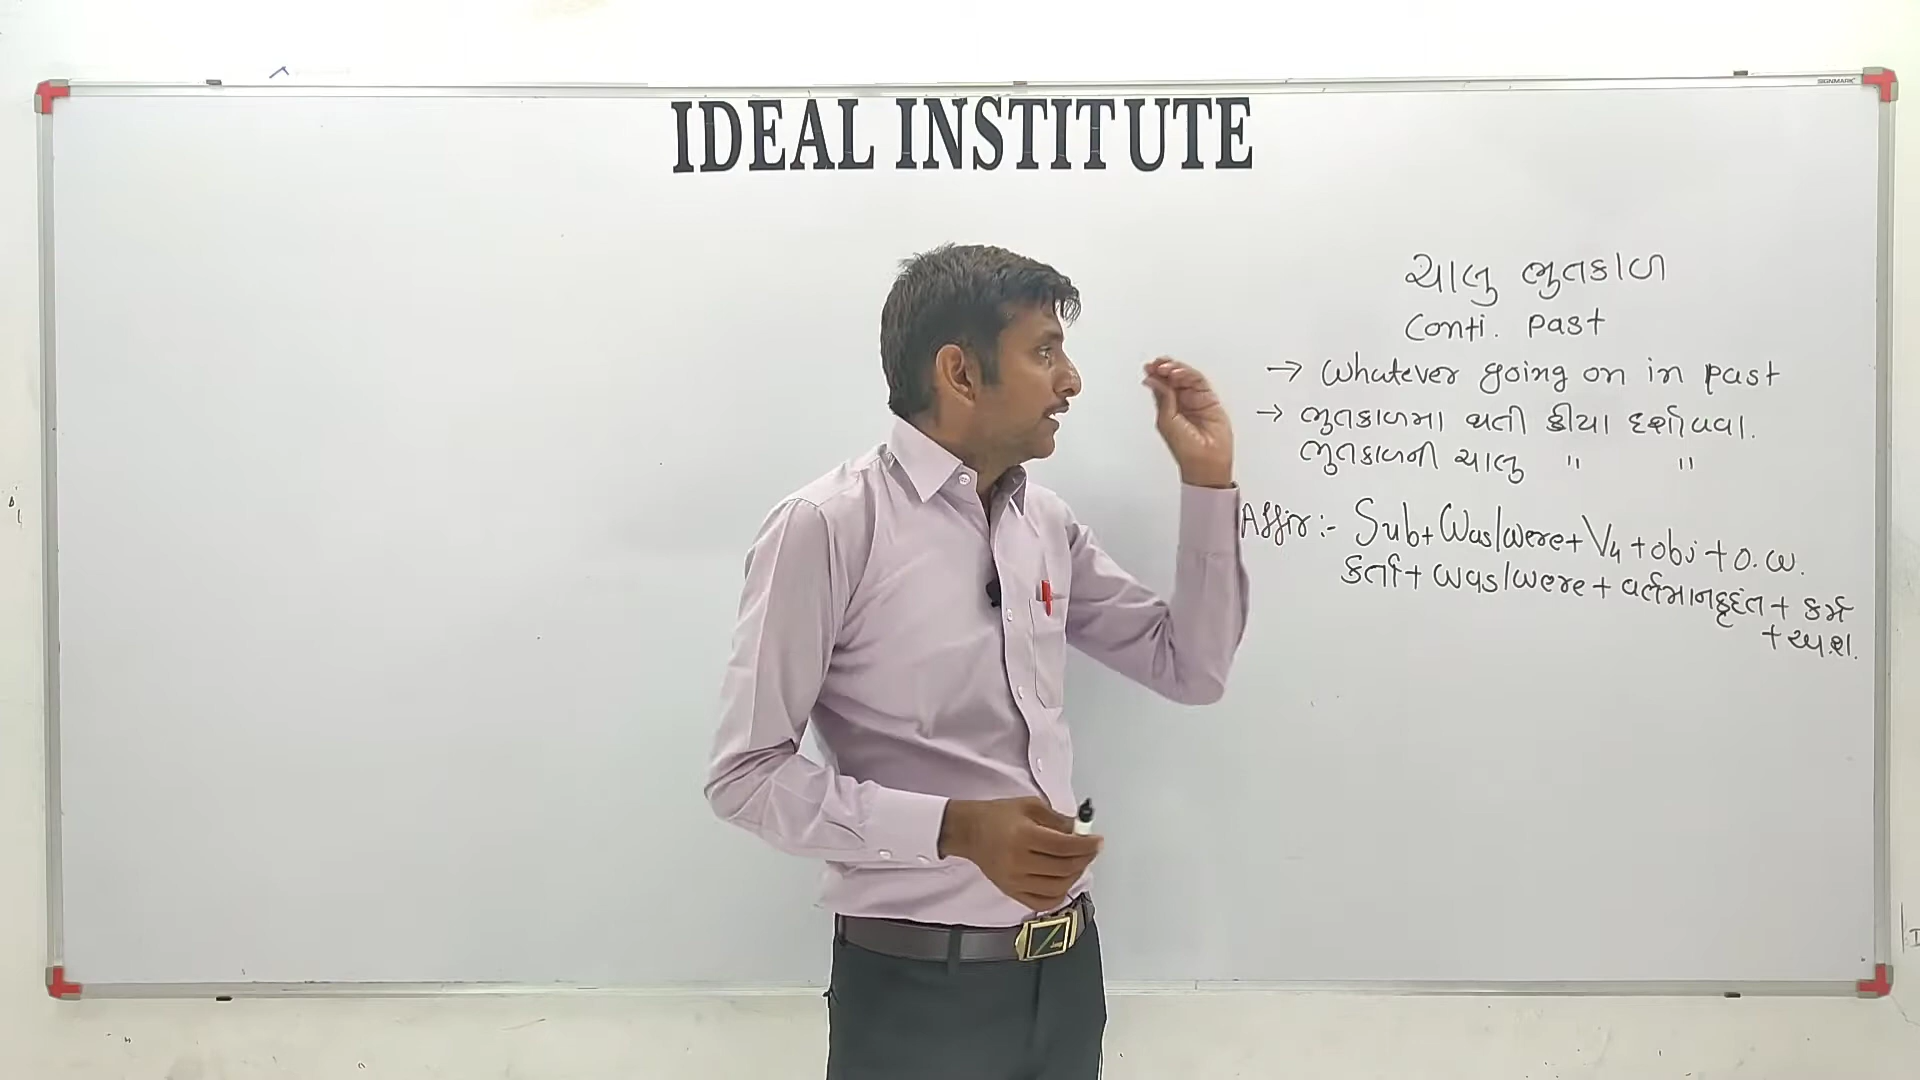 SIGNMARK
IDEAL INSTITUTE
ચાલુ ભુતકાળ
Conti. past
→ Whatever going on in past
→ ભુતકાળમા થતી ક્રીયા દર્શાવવા.
ભુતકાળની ચાલુ " "
Affir:- Sub+Was/were+V4+obj+o.w.
કર્તા+was/were+વર્તમાનકૃદંત+કર્મ
+અ.શ.